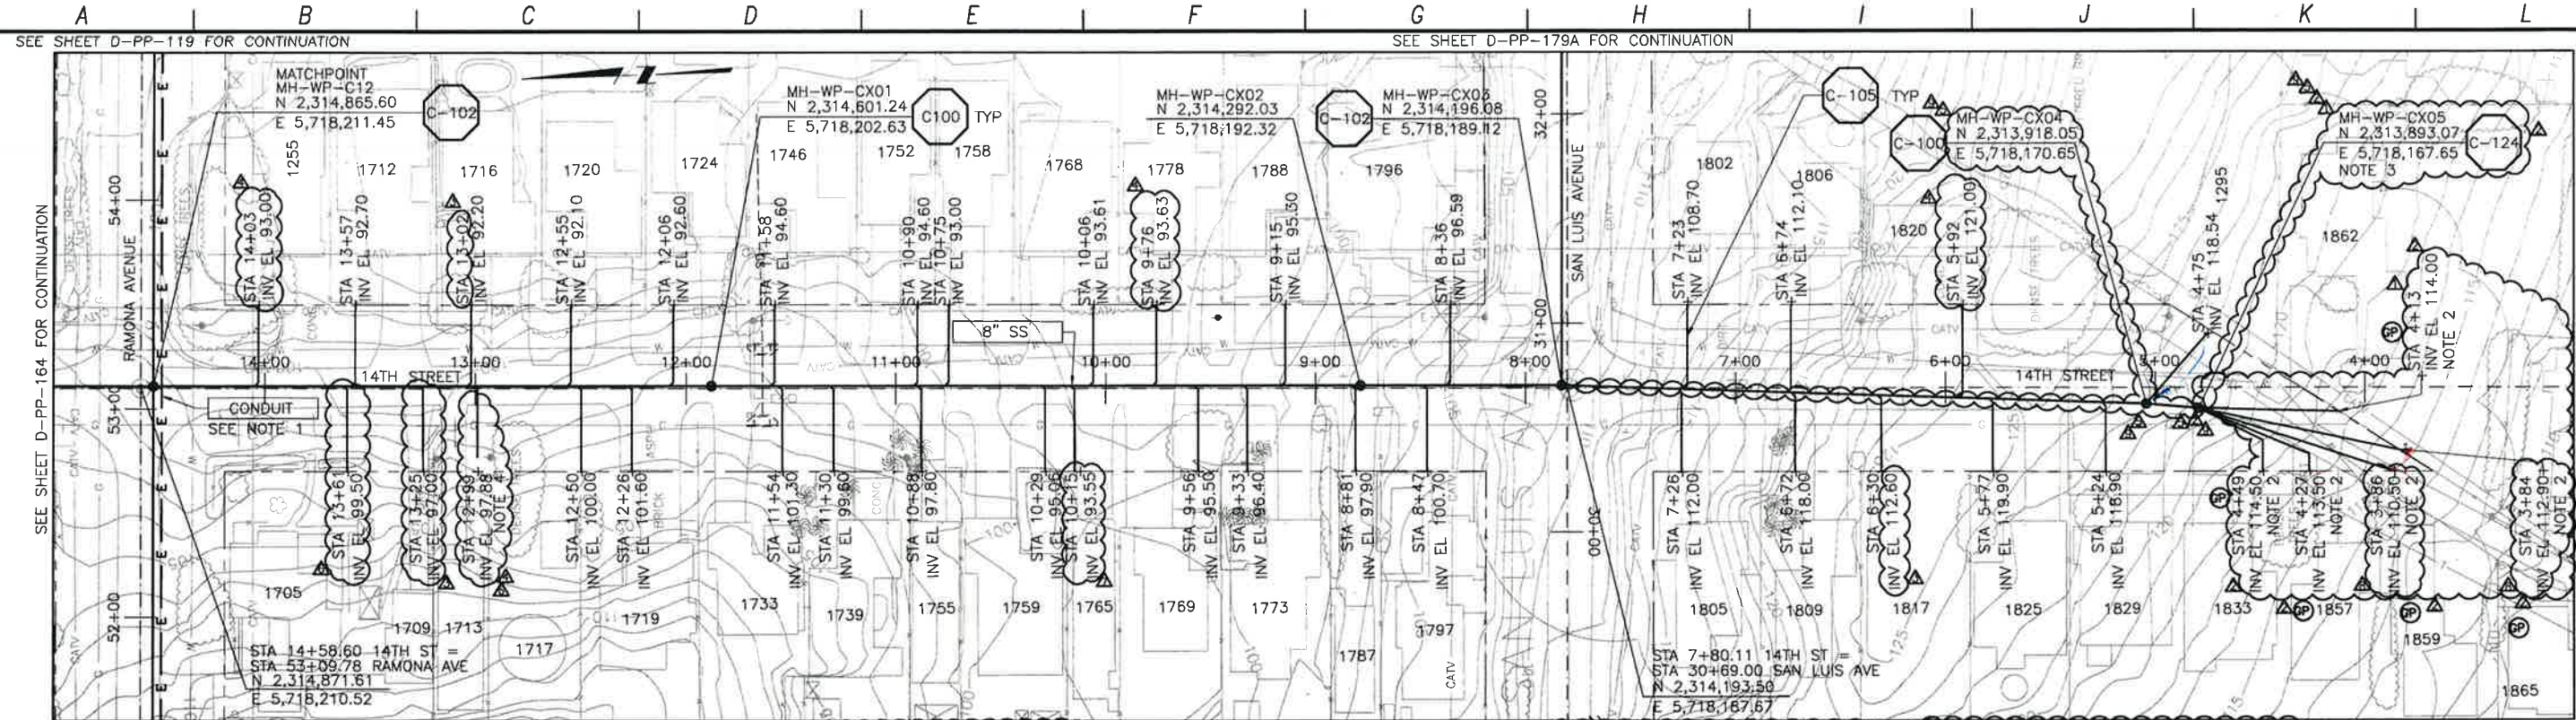 A B C D E F G H I J K L
SEE SHEET D-PP-119 FOR CONTINUATION
SEE SHEET D-PP-179A FOR CONTINUATION
SEE SHEET D-PP-164 FOR CONTINUATION
MATCHPOINT
MH-WP-C12
N 2,314,865.60
E 5,718,211.45
C-102
MH-WP-CX01
N 2,314,601.24
E 5,718,202.63
C100 TYP
MH-WP-CX02
N 2,314,292.03
E 5,718,192.32
C-102
MH-WP-CX03
N 2,314,196.08
E 5,718,189.12
C-105 TYP
C-100
MH-WP-CX04
N 2,313,918.05
E 5,718,170.65
MH-WP-CX05
N 2,313,893.07
E 5,718,167.65
NOTE 3
C-124
54+00
53+00
52+00
RAMONA AVENUE
32+00
31+00
30+00
SAN LUIS AVENUE
1255
1712
1716
1720
1724
1746
1752
1758
1768
1778
1788
1796
1802
1806
1820
1295
1862
STA 14+03
INV EL 93.00
STA 13+57
INV EL 92.70
STA 13+02
INV EL 92.20
STA 12+55
INV EL 92.10
STA 12+06
INV EL 92.60
STA 11+58
INV EL 94.60
STA 10+90
INV EL 94.60
STA 10+75
INV EL 93.00
STA 10+06
INV EL 93.61
STA 9+76
INV EL 93.63
STA 9+15
INV EL 95.30
STA 8+36
INV EL 96.59
STA 7+23
INV EL 108.70
STA 6+74
INV EL 112.10
STA 5+92
INV EL 121.00
STA 4+75
INV EL 118.54
STA 4+13
INV EL 114.00
NOTE 2
GP
8" SS
14+00
13+00
12+00
11+00
10+00
9+00
8+00
7+00
6+00
5+00
4+00
14TH STREET
14TH STREET
CONDUIT
SEE NOTE 1
STA 13+61
INV EL 99.50
STA 13+25
INV EL 97.00
STA 12+99
INV EL 97.88
NOTE 4
STA 12+50
INV EL 100.00
STA 12+26
INV EL 101.60
STA 11+54
INV EL 101.30
STA 11+30
INV EL 99.60
STA 10+88
INV EL 97.80
STA 10+29
INV EL 95.06
STA 10+15
INV EL 93.55
STA 9+56
INV EL 95.50
STA 9+33
INV EL 96.40
STA 8+81
INV EL 97.90
STA 8+47
INV EL 100.70
STA 7+26
INV EL 112.00
STA 6+72
INV EL 118.00
STA 6+30
INV EL 112.60
STA 5+77
INV EL 119.90
STA 5+24
INV EL 118.90
STA 4+49
INV EL 114.50
NOTE 2
STA 4+27
INV EL 113.50
NOTE 2
STA 3+86
INV EL 110.50
NOTE 2
STA 3+84
INV EL 112.90
NOTE 2
GP
GP
GP
GP
1705
1709
1713
1717
1719
1733
1739
1755
1759
1765
1769
1773
1787
1797
1805
1809
1817
1825
1829
1833
1857
1859
1865
STA 14+58.60 14TH ST =
STA 53+09.78 RAMONA AVE
N 2,314,871.61
E 5,718,210.52
STA 7+80.11 14TH ST =
STA 30+69.00 SAN LUIS AVE
N 2,314,193.50
E 5,718,187.67